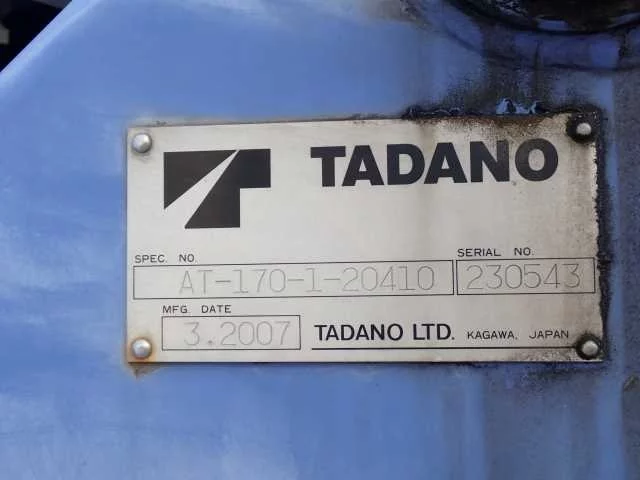 TADANO
SPEC. NO.
AT-170-1-20410
SERIAL NO.
230543
MFG. DATE
3.2007
TADANO LTD. KAGAWA, JAPAN